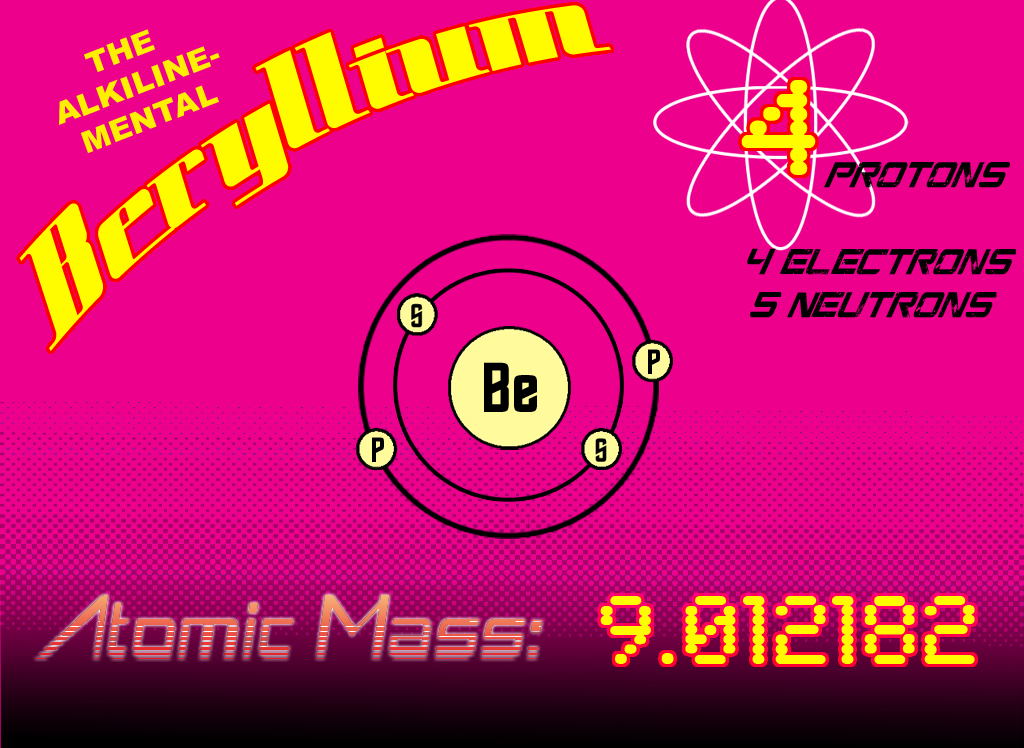 THE
ALKILINE-
MENTAL
Beryllium
4
PROTONS
4 ELECTRONS
5 NEUTRONS
S
P
Be
P
S
Atomic Mass: 9.012182